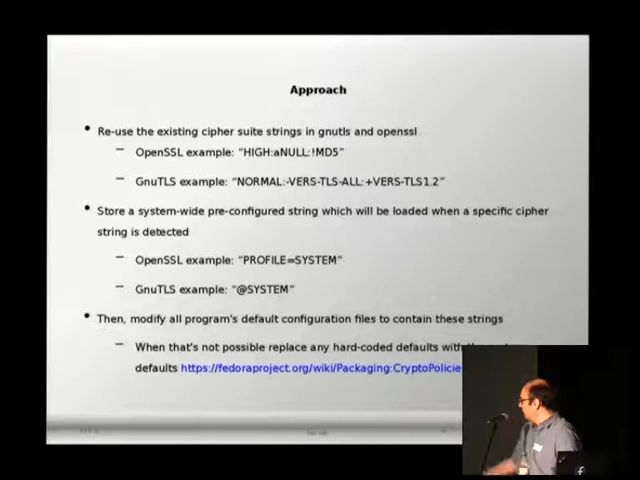 Approach
Re-use the existing cipher suite strings in gnutls and openssl
OpenSSL example: "HIGH:aNULL:!MD5"
GnuTLS example: "NORMAL:-VERS-TLS-ALL:+VERS-TLS1.2"
Store a system-wide pre-configured string which will be loaded when a specific cipher
string is detected
OpenSSL example: "PROFILE=SYSTEM"
GnuTLS example: "@SYSTEM"
Then, modify all program's default configuration files to contain these strings
When that's not possible replace any hard-coded defaults with
defaults https://fedoraproject.org/wiki/Packaging:CryptoPolicie